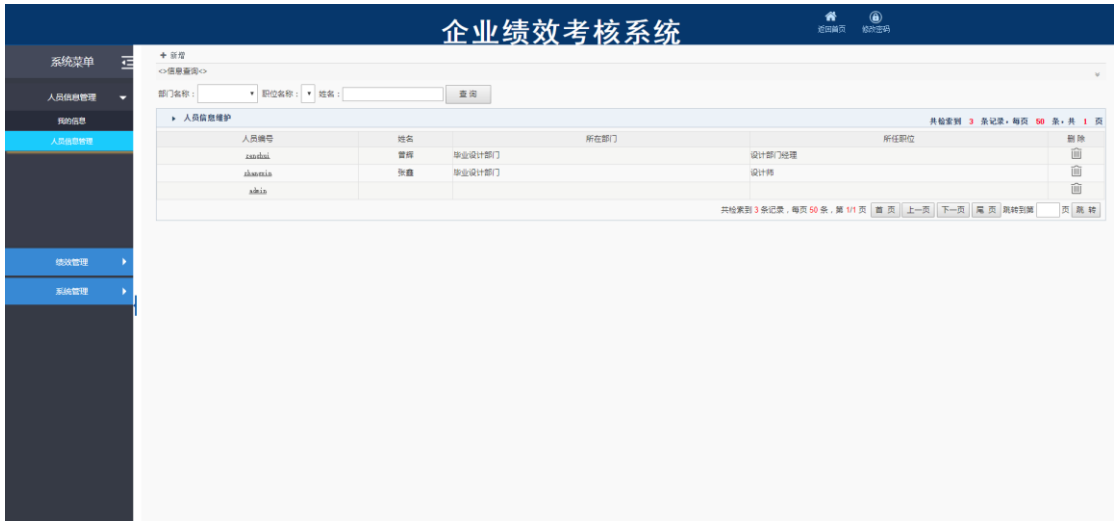 企业绩效考核系统
返回首页 修改密码
系统菜单
人员信息管理
我的信息
人员信息管理
绩效管理
系统管理
+ 新增
<>信息查询<>
部门名称: 职位名称: 姓名: 查 询
人员信息维护 共检索到 3 条记录,每页 50 条,共 1 页
人员编号 姓名 所在部门 所任职位 删 除
毕业设计部门 设计部门经理
zhangxin 张鑫 毕业设计部门 设计师
admin
共检索到 3 条记录,每页 50 条,第 1/1 页 首 页 上一页 下一页 尾 页 跳转到第 页 跳 转